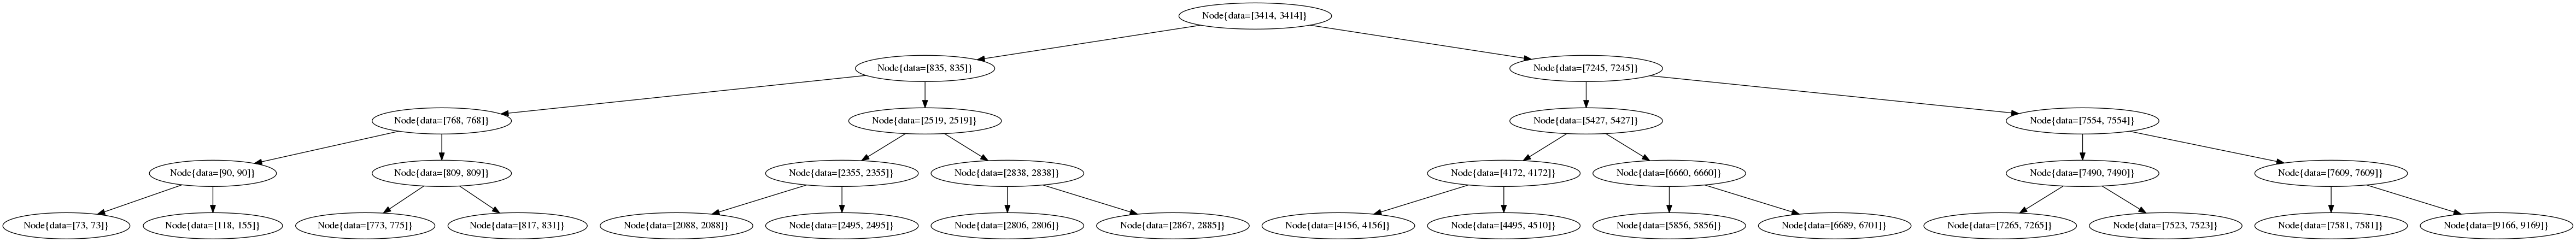 Node{data=[3414, 3414]}
Node{data=[835, 835]}
Node{data=[7245, 7245]}
Node{data=[768, 768]}
Node{data=[2519, 2519]}
Node{data=[5427, 5427]}
Node{data=[7554, 7554]}
Node{data=[90, 90]}
Node{data=[809, 809]}
Node{data=[2355, 2355]}
Node{data=[2838, 2838]}
Node{data=[4172, 4172]}
Node{data=[6660, 6660]}
Node{data=[7490, 7490]}
Node{data=[7609, 7609]}
Node{data=[73, 73]}
Node{data=[118, 155]}
Node{data=[773, 775]}
Node{data=[817, 831]}
Node{data=[2088, 2088]}
Node{data=[2495, 2495]}
Node{data=[2806, 2806]}
Node{data=[2867, 2885]}
Node{data=[4156, 4156]}
Node{data=[4495, 4510]}
Node{data=[5856, 5856]}
Node{data=[6689, 6701]}
Node{data=[7265, 7265]}
Node{data=[7523, 7523]}
Node{data=[7581, 7581]}
Node{data=[9166, 9169]}